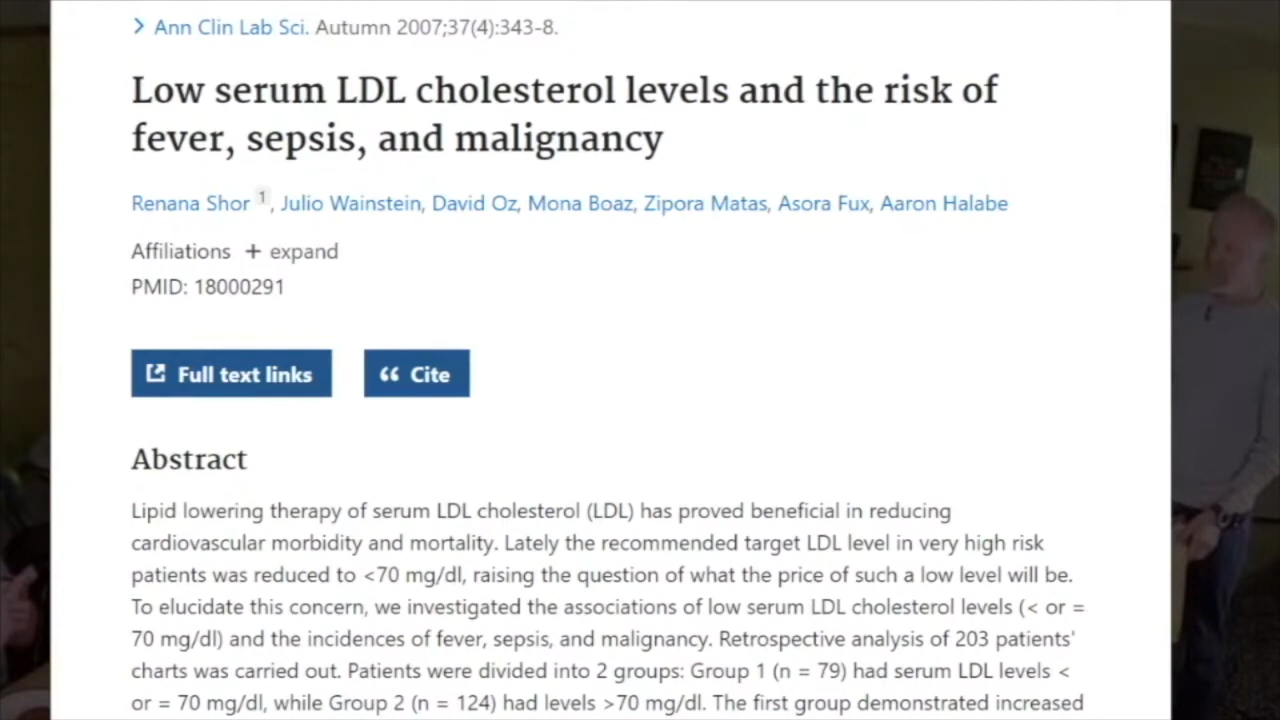 > Ann Clin Lab Sci. Autumn 2007;37(4):343-8.
Low serum LDL cholesterol levels and the risk of
fever, sepsis, and malignancy
Renana Shor 1, Julio Wainstein, David Oz, Mona Boaz, Zipora Matas, Asora Fux, Aaron Halabe
Affiliations + expand
PMID: 18000291
Full text links
“ Cite
Abstract
Lipid lowering therapy of serum LDL cholesterol (LDL) has proved beneficial in reducing
cardiovascular morbidity and mortality. Lately the recommended target LDL level in very high risk
patients was reduced to <70 mg/dl, raising the question of what the price of such a low level will be.
To elucidate this concern, we investigated the associations of low serum LDL cholesterol levels (< or =
70 mg/dl) and the incidences of fever, sepsis, and malignancy. Retrospective analysis of 203 patients'
charts was carried out. Patients were divided into 2 groups: Group 1 (n = 79) had serum LDL levels <
or = 70 mg/dl, while Group 2 (n = 124) had levels >70 mg/dl. The first group demonstrated increased